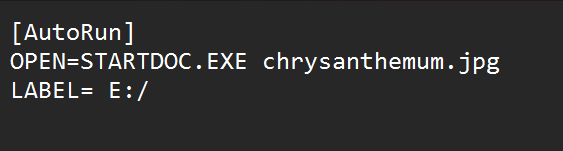 [AutoRun]
OPEN=STARTDOC.EXE chrysanthemum.jpg
LABEL= E:/